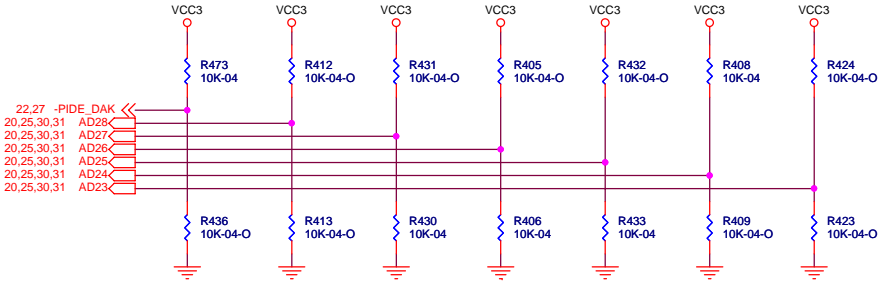 VCC3 VCC3 VCC3 VCC3 VCC3 VCC3 VCC3
R473 R412 R431 R405 R432 R408 R424
10K-04 10K-04-O 10K-04-O 10K-04-O 10K-04-O 10K-04 10K-04-O
22,27 -PIDE_DAK
20,25,30,31 AD28
20,25,30,31 AD27
20,25,30,31 AD26
20,25,30,31 AD25
20,25,30,31 AD24
20,25,30,31 AD23
R436 R413 R430 R406 R433 R409 R423
10K-04-O 10K-04-O 10K-04 10K-04 10K-04 10K-04-O 10K-04-O